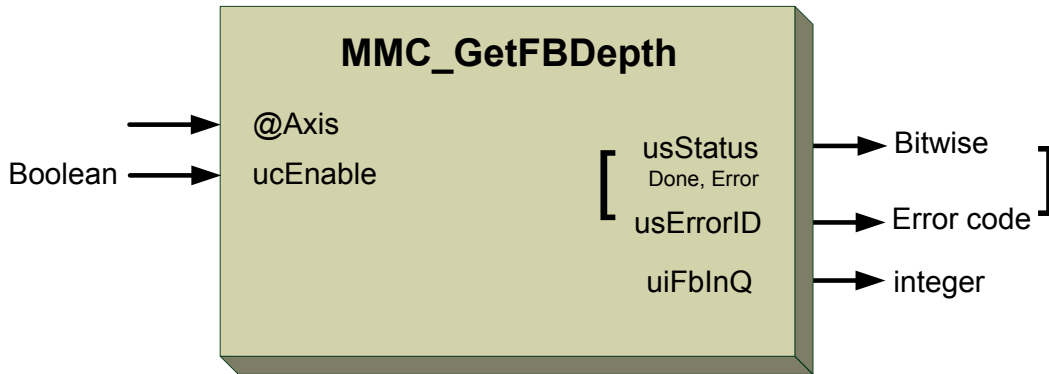 MMC_GetFBDepth
@Axis
Boolean
ucEnable
usStatus
Bitwise
Done, Error
usErrorID
Error code
uiFbInQ
integer